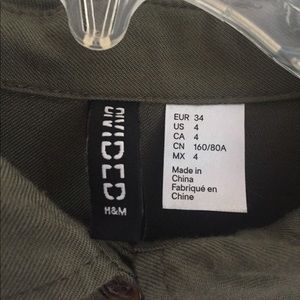 DIVIDED
H&M
EUR 34
US 4
CA 4
CN 160/80A
MX 4
Made in
China
Fabriqué en
Chine